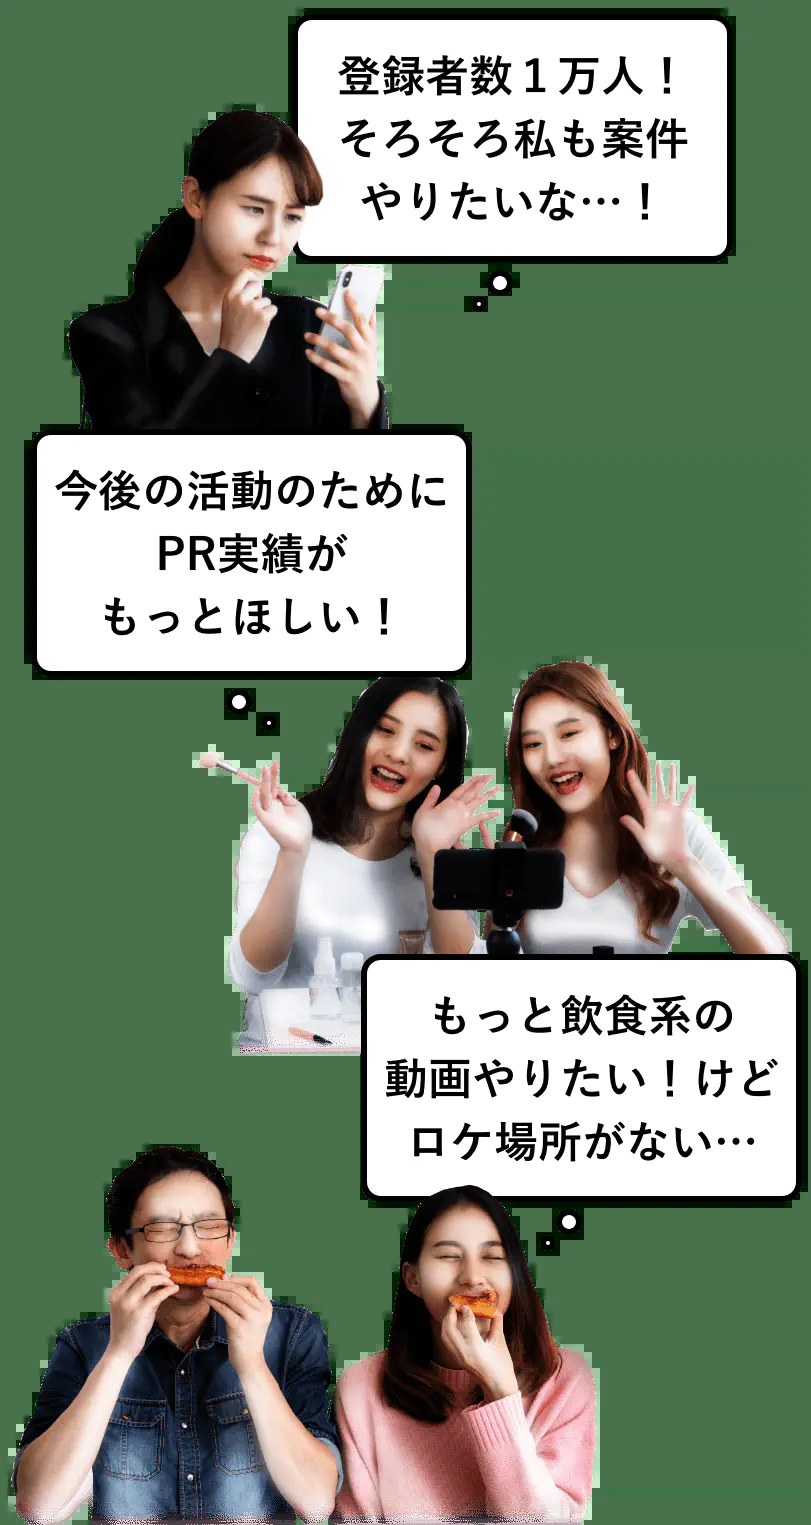 登録者数１万人！
そろそろ私も案件
やりたいな…！
今後の活動のために
PR実績が
もっとほしい！
もっと飲食系の
動画やりたい！けど
ロケ場所がない…